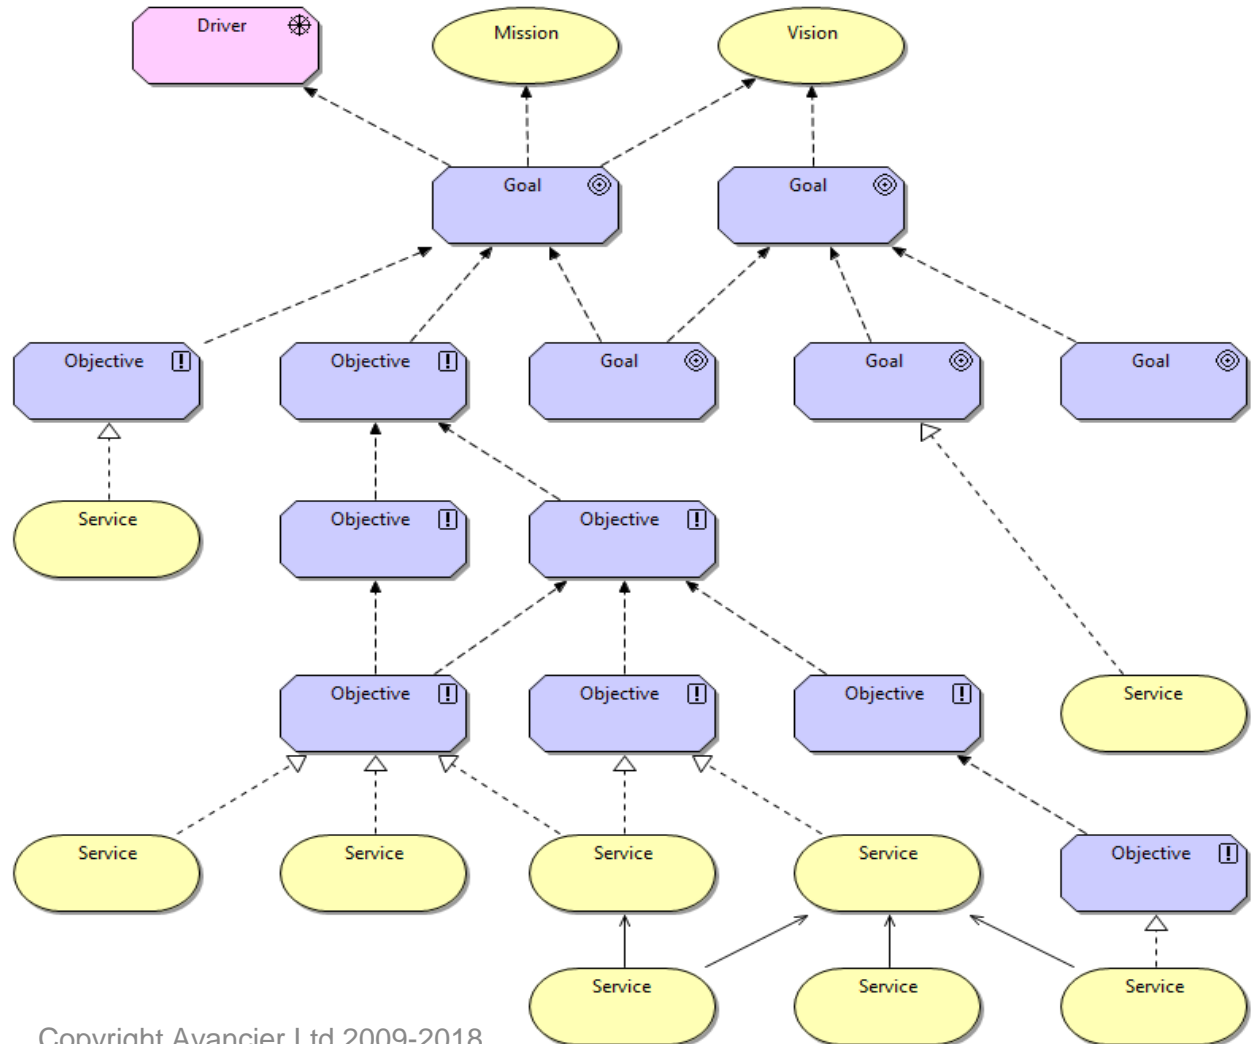 Driver
Mission
Vision
Goal
Goal
Objective !
Objective !
Goal
Goal
Goal
Service
Objective !
Objective !
Objective !
Objective !
Objective !
Service
Service
Service
Service
Service
Objective !
Service
Service
Service
Copyright Avancier Ltd 2009-2018